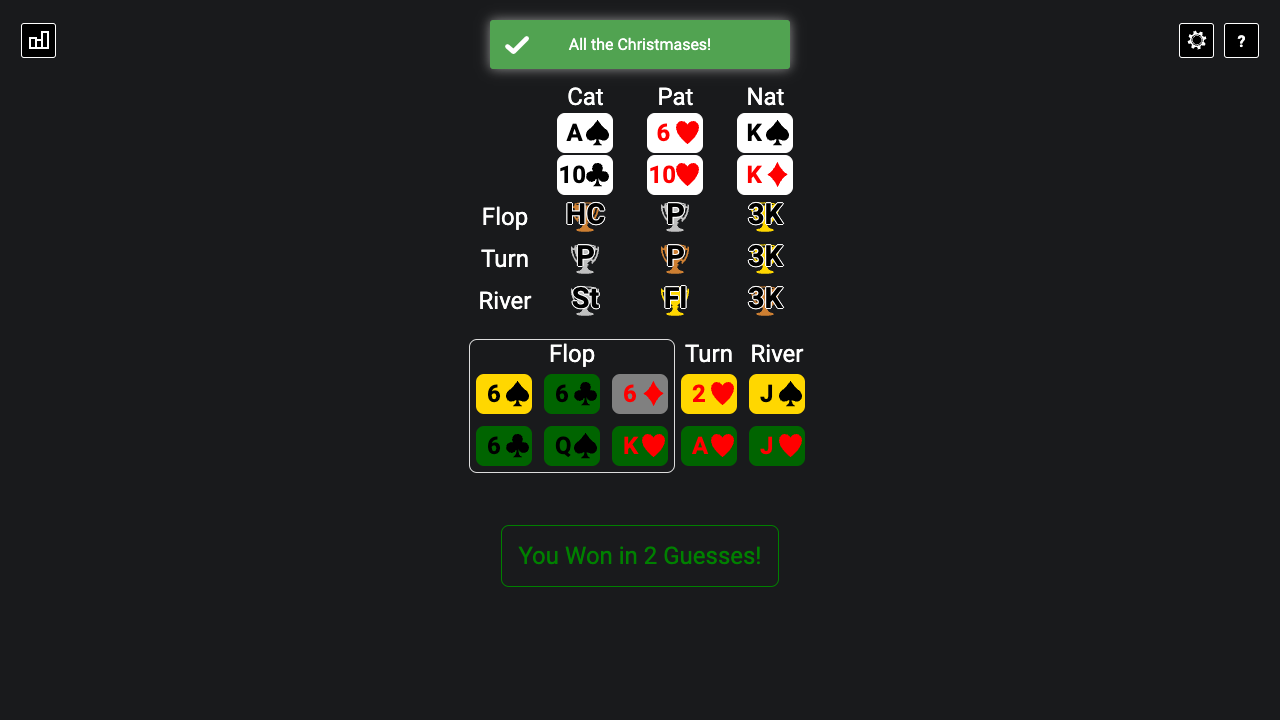 All the Christmases!
?
Cat Pat Nat
A♠ 6♥ K♠
10♣ 10♥ K♦
Flop HC P 3K
Turn P P 3K
River St Fl 3K
Flop Turn River
6♠ 6♣ 6♦ 2♥ J♠
6♣ Q♠ K♥ A♥ J♥
You Won in 2 Guesses!